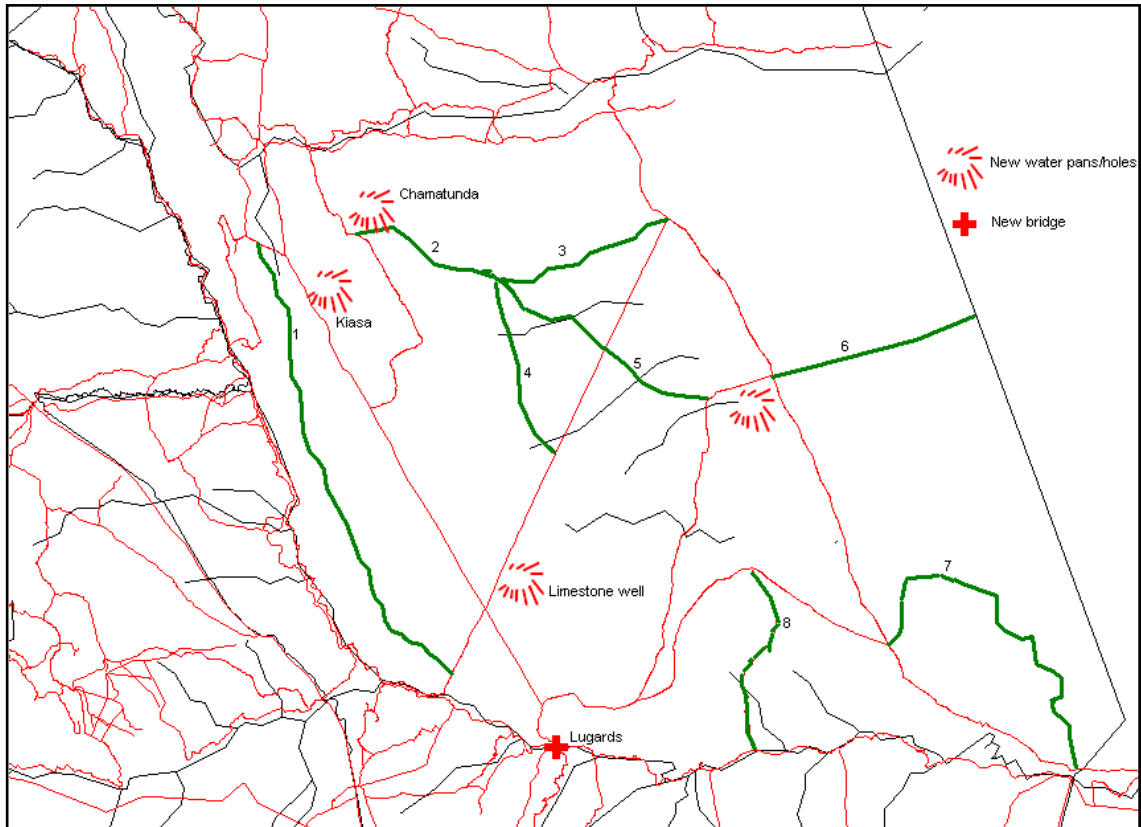 New water pans/holes
Chamatunda
New bridge
2
3
Kiasa
1
6
5
4
7
Limestone well
8
Lugards